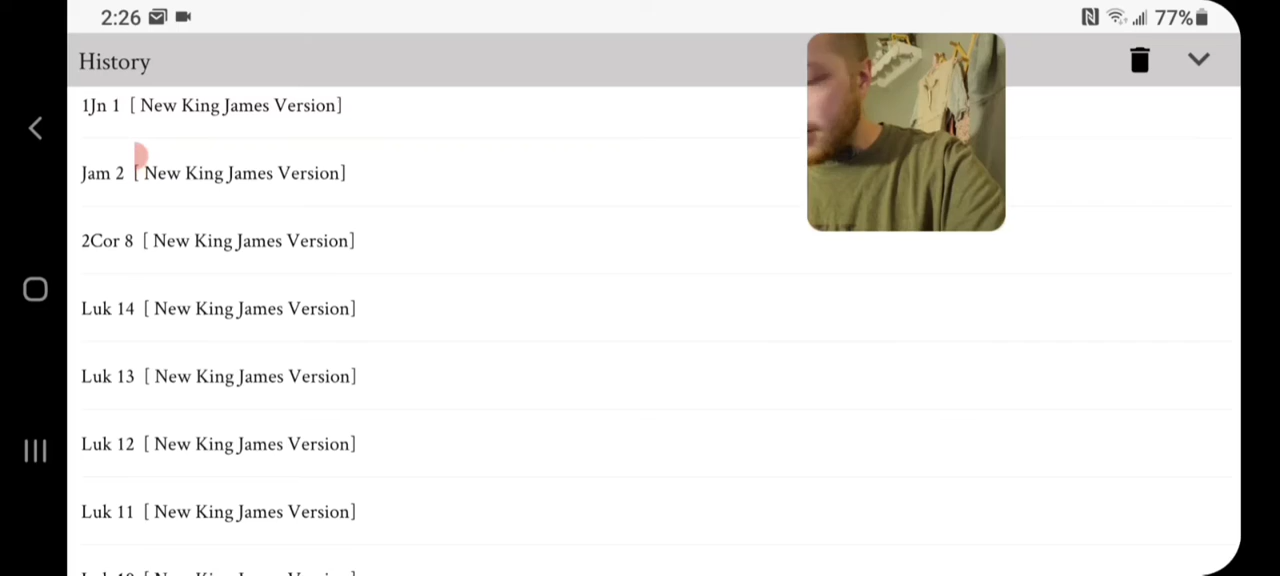 2:26 77%
History
1Jn 1 [ New King James Version]
Jam 2 [ New King James Version]
2Cor 8 [ New King James Version]
Luk 14 [ New King James Version]
Luk 13 [ New King James Version]
Luk 12 [ New King James Version]
Luk 11 [ New King James Version]